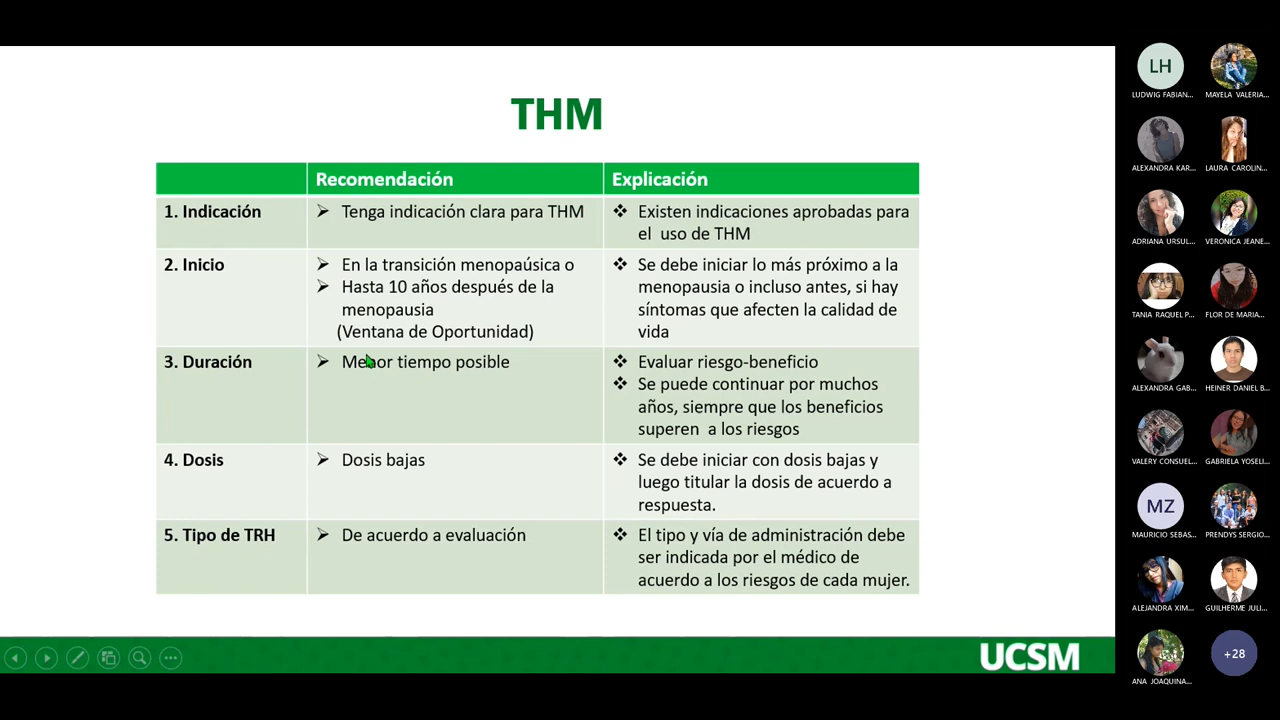 THM
Recomendación
Explicación
1. Indicación
Tenga indicación clara para THM
Existen indicaciones aprobadas para
el uso de THM
2. Inicio
En la transición menopaúsica o
Hasta 10 años después de la
menopausia
(Ventana de Oportunidad)
Se debe iniciar lo más próximo a la
menopausia o incluso antes, si hay
síntomas que afecten la calidad de
vida
3. Duración
Menor tiempo posible
Evaluar riesgo-beneficio
Se puede continuar por muchos
años, siempre que los beneficios
superen a los riesgos
4. Dosis
Dosis bajas
Se debe iniciar con dosis bajas y
luego titular la dosis de acuerdo a
respuesta.
5. Tipo de TRH
De acuerdo a evaluación
El tipo y vía de administración debe
ser indicada por el médico de
acuerdo a los riesgos de cada mujer.
UCSM
LH
LUDWIG FABIAN...
MAYELA VALERIA...
ALEXANDRA KAR...
LAURA CAROLIN...
ADRIANA URSUL...
VERONICA JEANE...
TANIA RAQUEL P...
FLOR DE MARIA...
ALEXANDRA GAB...
HEINER DANIEL B...
VALERY CONSUEL...
GABRIELA YOSELI...
MZ
MAURICIO SEBAS...
PRENDYS SERGIO...
ALEJANDRA XIM...
GUILHERME JULI...
ANA JOAQUINA...
+28